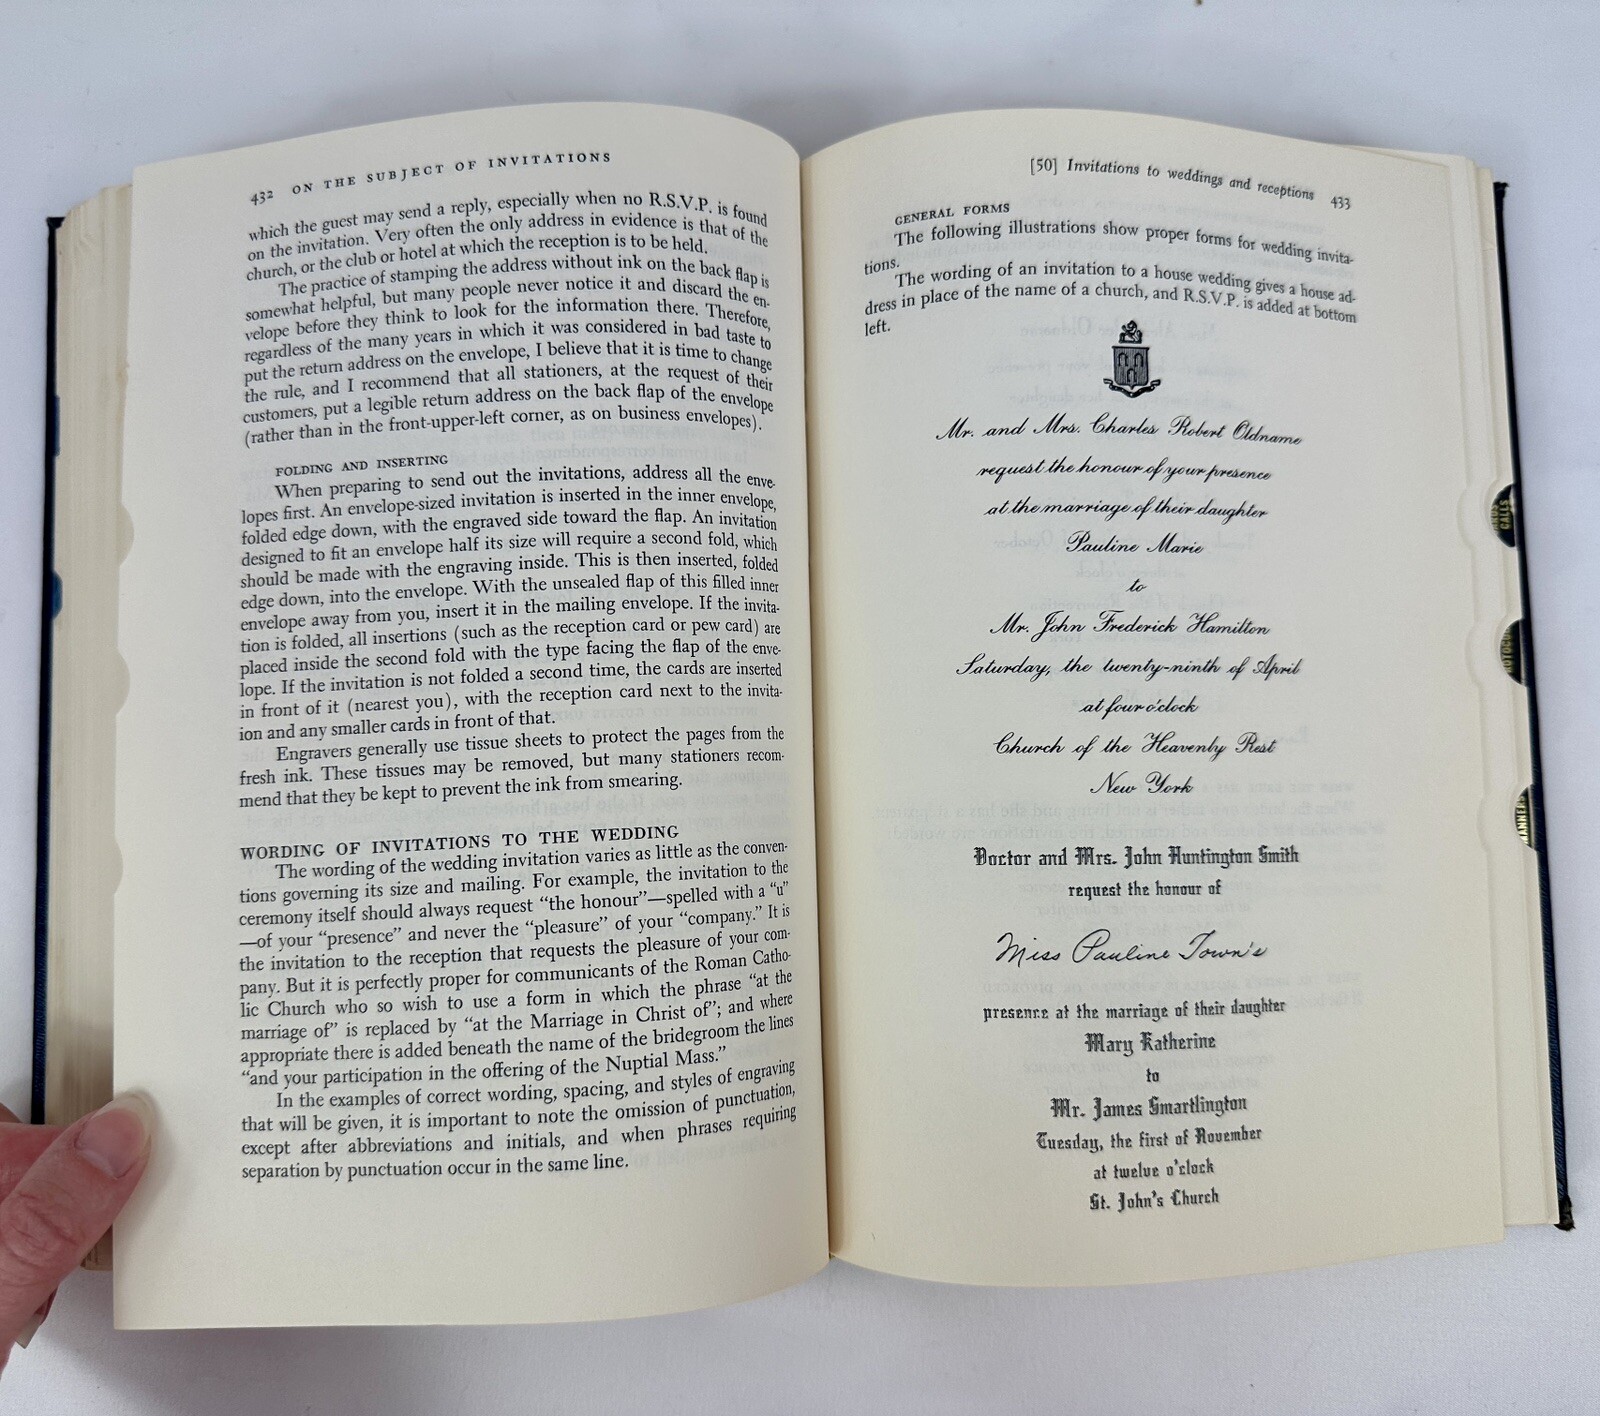 432 ON THE SUBJECT OF INVITATIONS
which the guest may send a reply, especially when no R.S.V.P. is found
on the invitation. Very often the only address in evidence is that of the
church, or the club or hotel at which the reception is to be held.
The practice of stamping the address without ink on the back flap is
somewhat helpful, but many people never notice it and discard the en-
velope before they think to look for the information there. Therefore,
regardless of the many years in which it was considered in bad taste to
put the return address on the envelope, I believe that it is time to change
the rule, and I recommend that all stationers, at the request of their
customers, put a legible return address on the back flap of the envelope
(rather than in the front-upper-left corner, as on business envelopes).
FOLDING AND INSERTING
When preparing to send out the invitations, address all the enve-
lopes first. An envelope-sized invitation is inserted in the inner envelope,
folded edge down, with the engraved side toward the flap. An invitation
designed to fit an envelope half its size will require a second fold, which
should be made with the engraving inside. This is then inserted, folded
edge down, into the envelope. With the unsealed flap of this filled inner
envelope away from you, insert it in the mailing envelope. If the invita-
tion is folded, all insertions (such as the reception card or pew card) are
placed inside the second fold with the type facing the flap of the enve-
lope. If the invitation is not folded a second time, the cards are inserted
in front of it (nearest you), with the reception card next to the invita-
ion and any smaller cards in front of that.
Engravers generally use tissue sheets to protect the pages from the
fresh ink. These tissues may be removed, but many stationers recom-
mend that they be kept to prevent the ink from smearing.
WORDING OF INVITATIONS TO THE WEDDING
The wording of the wedding invitation varies as little as the conven-
tions governing its size and mailing. For example, the invitation to the
ceremony itself should always request "the honour"—spelled with a "u"
—of your "presence" and never the "pleasure" of your "company." It is
the invitation to the reception that requests the pleasure of your com-
pany. But it is perfectly proper for communicants of the Roman Catho-
lic Church who so wish to use a form in which the phrase "at the
marriage of" is replaced by "at the Marriage in Christ of"; and where
appropriate there is added beneath the name of the bridegroom the lines
"and your participation in the offering of the Nuptial Mass."
In the examples of correct wording, spacing, and styles of engraving
that will be given, it is important to note the omission of punctuation,
except after abbreviations and initials, and when phrases requiring
separation by punctuation occur in the same line.
[50] Invitations to weddings and receptions 433
GENERAL FORMS
The following illustrations show proper forms for wedding invita-
tions.
The wording of an invitation to a house wedding gives a house ad-
dress in place of the name of a church, and R.S.V.P. is added at bottom
left.
Mr. and Mrs. Charles Robert Oldname
request the honour of your presence
at the marriage of their daughter
Pauline Marie
to
Mr. John Frederick Hamilton
Saturday, the twenty-ninth of April
at four o'clock
Church of the Heavenly Rest
New York
Doctor and Mrs. John Huntington Smith
request the honour of
Miss Pauline Town's
presence at the marriage of their daughter
Mary Katherine
to
Mr. James Smartlington
Tuesday, the first of November
at twelve o'clock
St. John's Church
CALLS
MANNERS